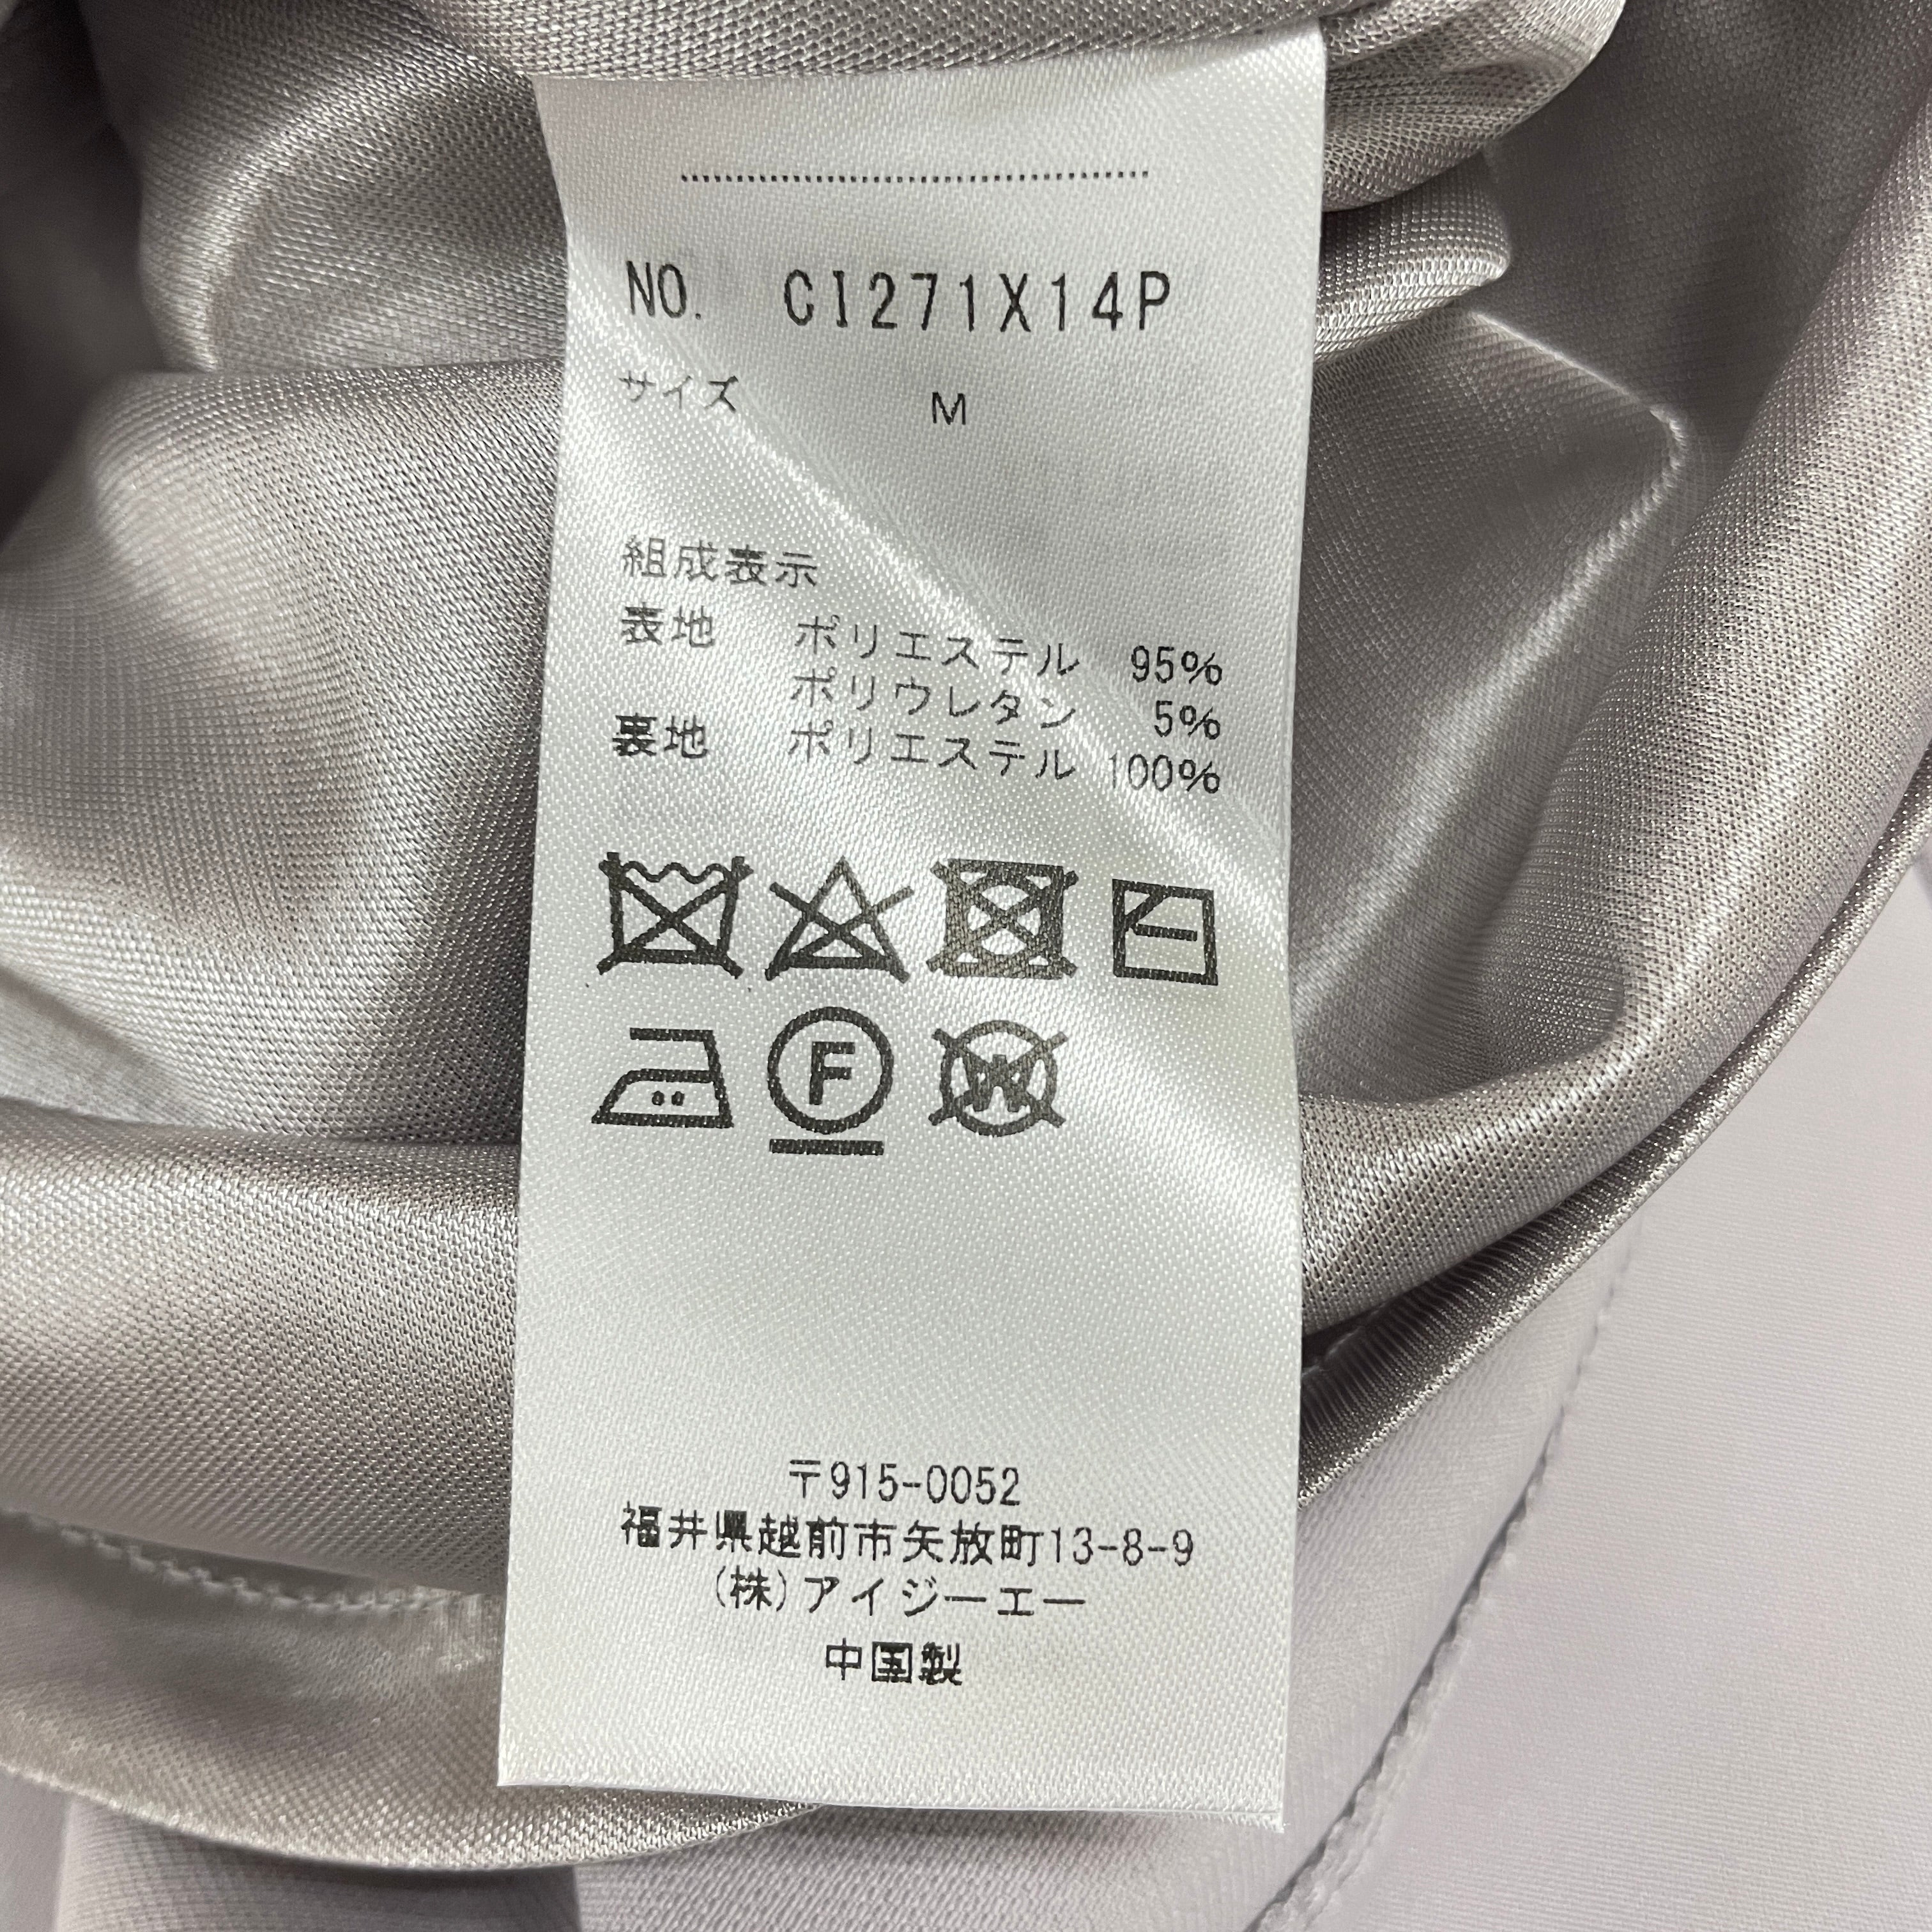 NO. CI271X14P
サイズ M
組成表示
表地 ポリエステル 95%
ポリウレタン 5%
裏地 ポリエステル 100%
F
W
〒915-0052
福井県越前市矢放町13-8-9
(株)アイジーエー
中国製